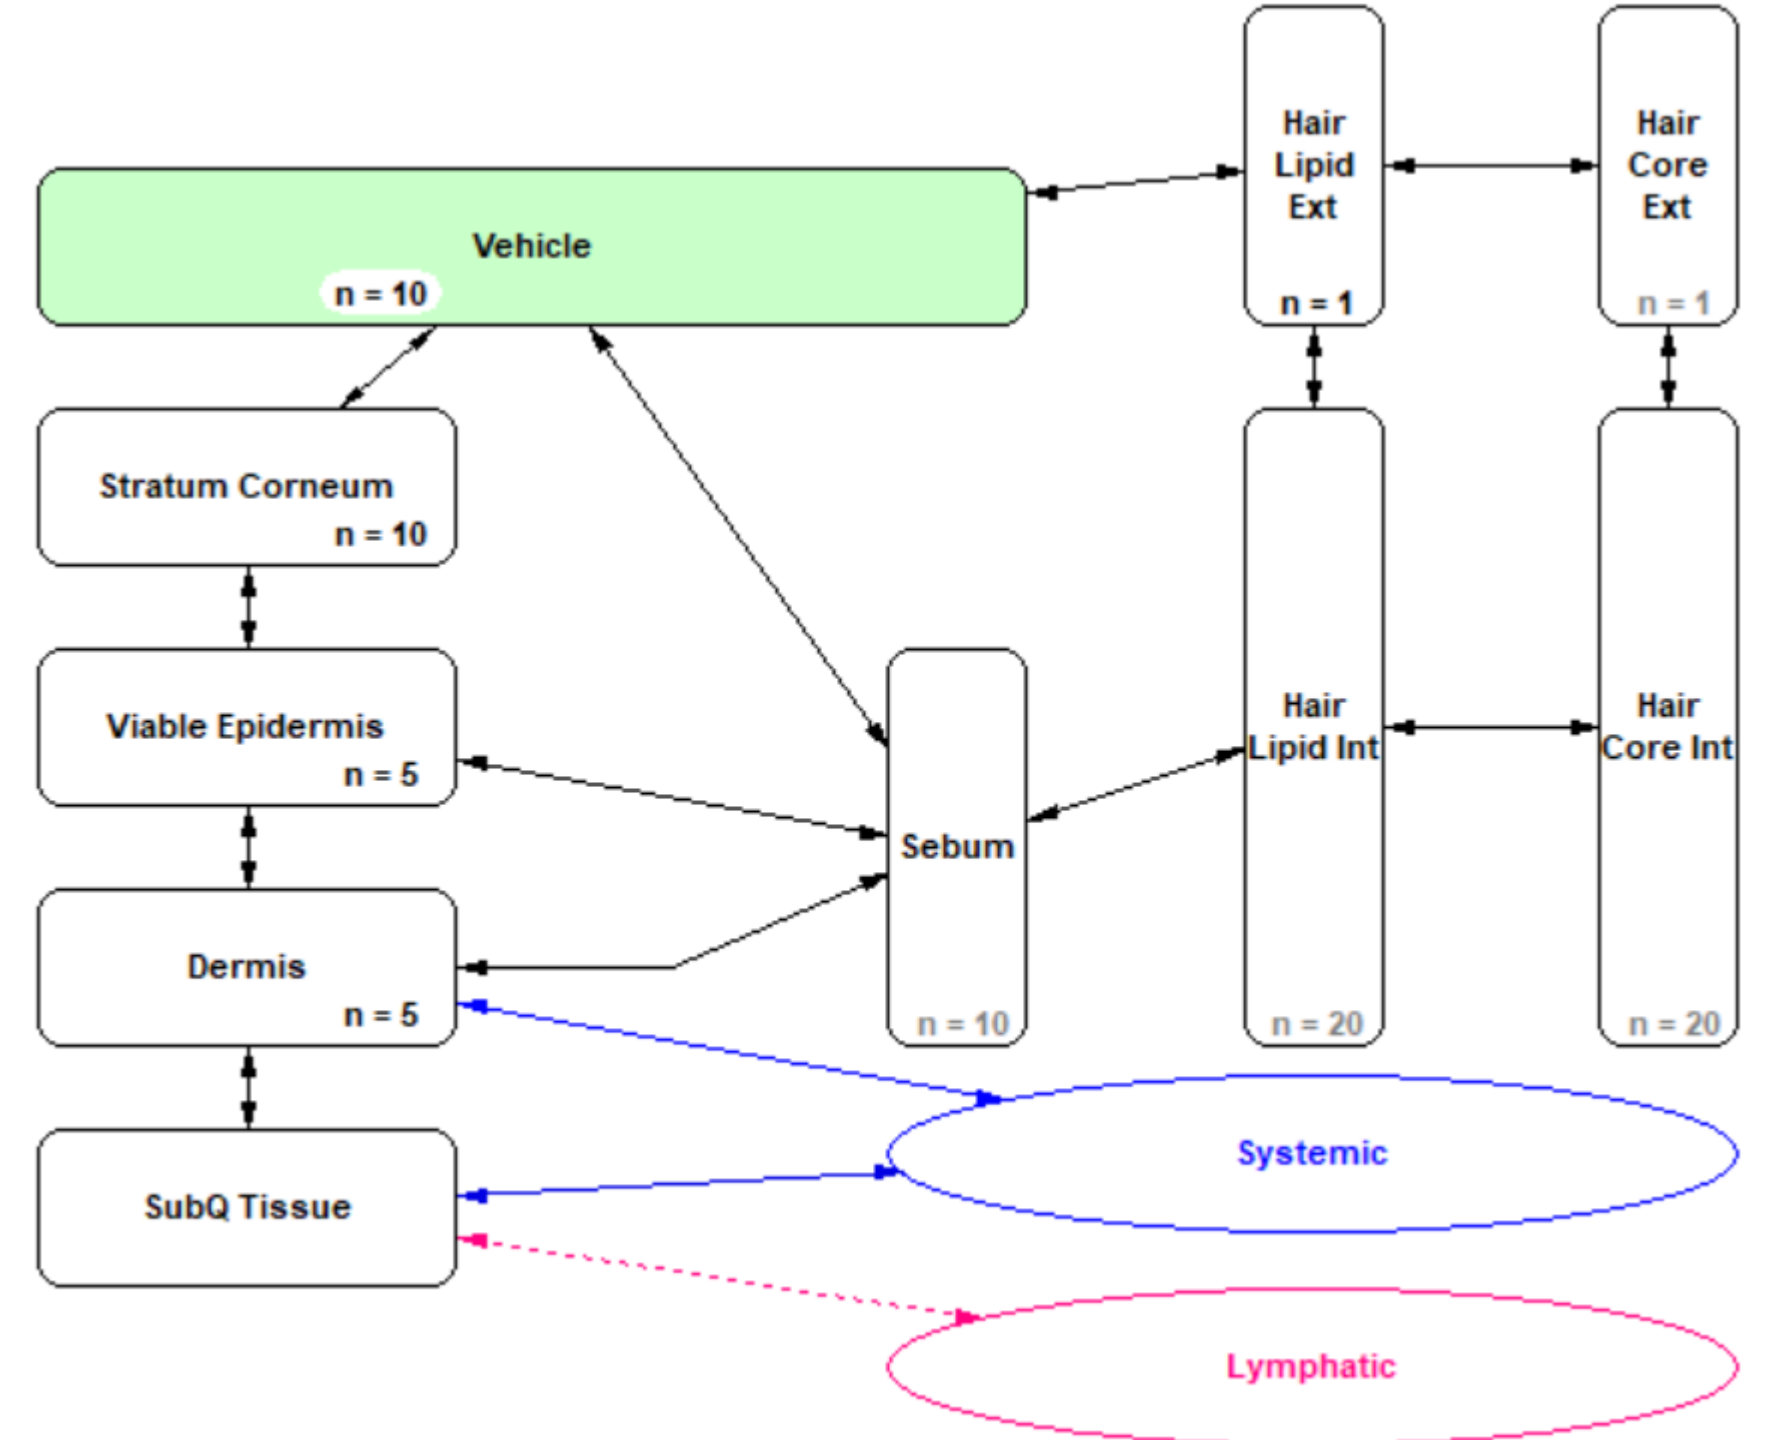 Hair
Lipid
Ext
n = 1
Hair
Core
Ext
n = 1
Vehicle
n = 10
Stratum Corneum
n = 10
Viable Epidermis
n = 5
Sebum
n = 10
Hair
Lipid Int
n = 20
Hair
Core Int
n = 20
Dermis
n = 5
SubQ Tissue
Systemic
Lymphatic